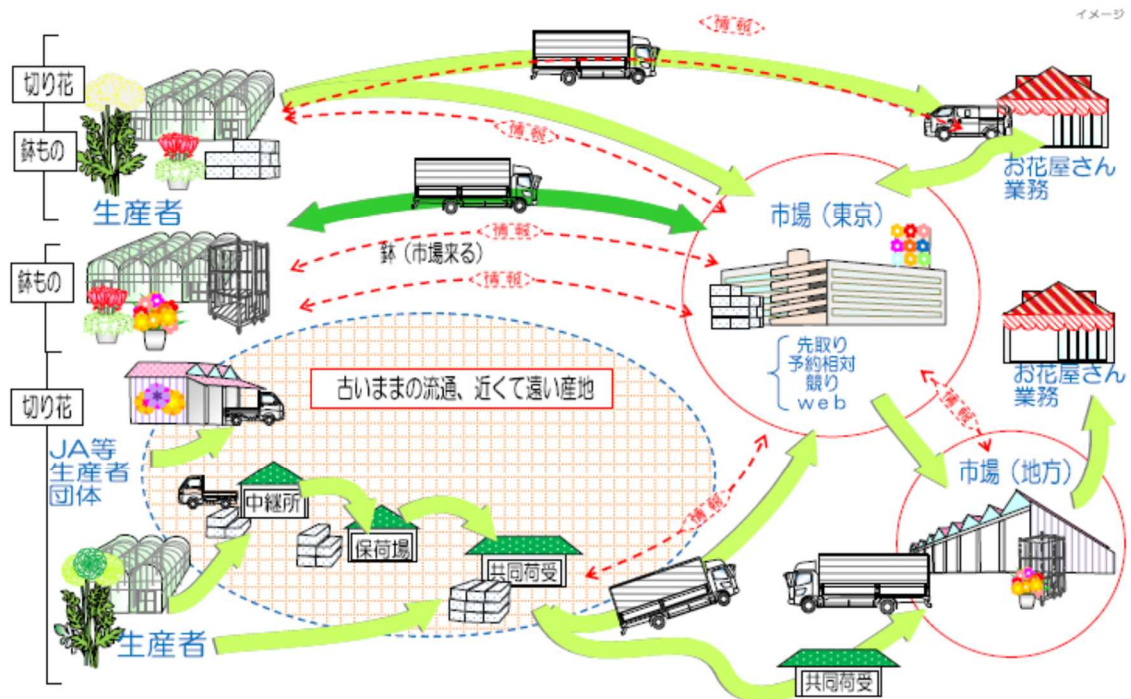 イメージ
情報
切り花
鉢もの
生産者
お花屋さん
業務
情報
市場（東京）
情報
鉢（市場来る）
鉢もの
情報
先取り
予約相対
競り
web
お花屋さん
業務
古いままの流通、近くて遠い産地
切り花
JA等
生産者
団体
市場（地方）
中継所
情報
保荷場
共同荷受
生産者
共同荷受